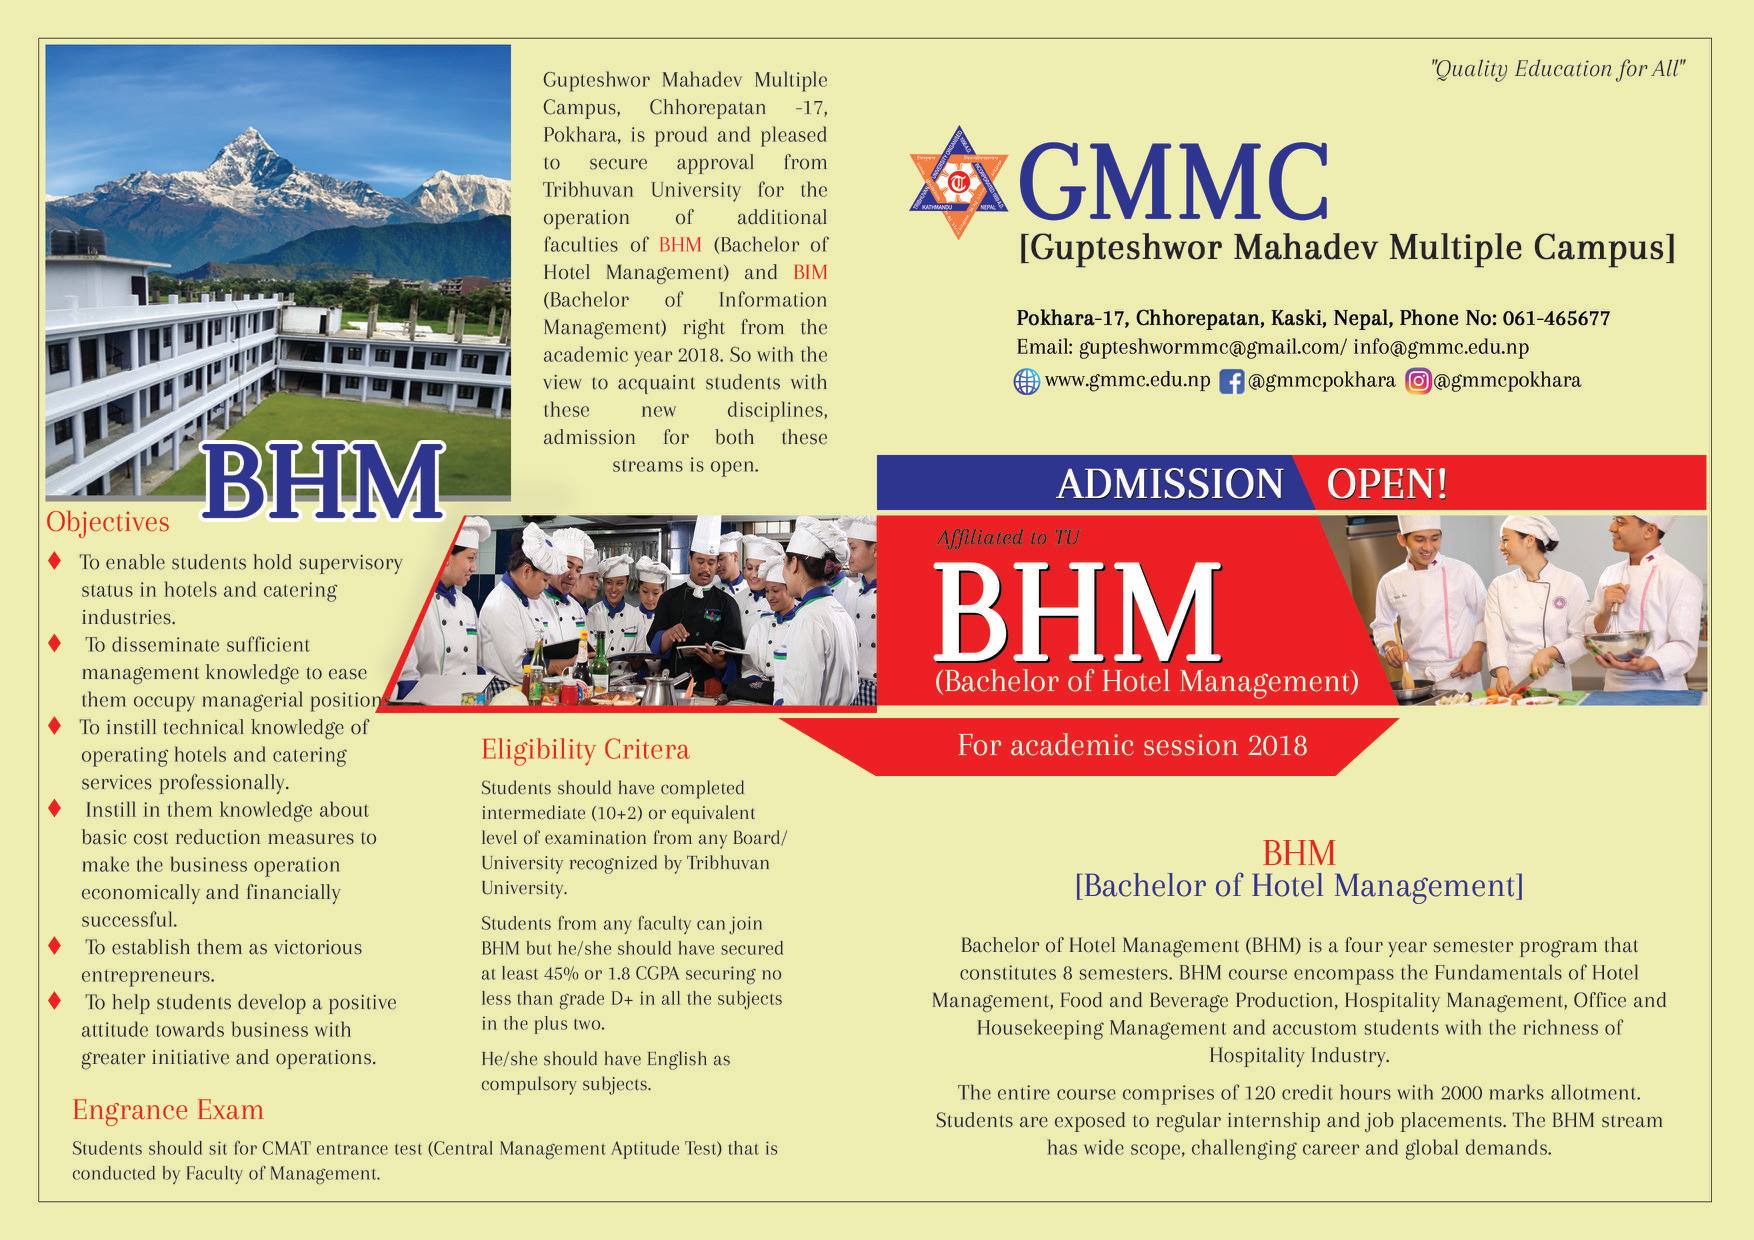 Gupteshwor Mahadev Multiple
Campus, Chhorepatan -17,
Pokhara, is proud and pleased
to secure approval from
Tribhuvan University for the
operation of additional
faculties of BHM (Bachelor of
Hotel Management) and BIM
(Bachelor of Information
Management) right from the
academic year 2018. So with the
view to acquaint students with
these new disciplines,
admission for both these
streams is open.
BHM
Objectives
To enable students hold supervisory
status in hotels and catering
industries.
To disseminate sufficient
management knowledge to ease
them occupy managerial position
To instill technical knowledge of
operating hotels and catering
services professionally.
Instill in them knowledge about
basic cost reduction measures to
make the business operation
economically and financially
successful.
To establish them as victorious
entrepreneurs.
To help students develop a positive
attitude towards business with
greater initiative and operations.
Eligibility Critera
Students should have completed
intermediate (10+2) or equivalent
level of examination from any Board/
University recognized by Tribhuvan
University.
Students from any faculty can join
BHM but he/she should have secured
at least 45% or 1.8 CGPA securing no
less than grade D+ in all the subjects
in the plus two.
He/she should have English as
compulsory subjects.
Engrance Exam
Students should sit for CMAT entrance test (Central Management Aptitude Test) that is
conducted by Faculty of Management.
"Quality Education for All"
KATHMANDU NEPAL
GMMC
[Gupteshwor Mahadev Multiple Campus]
Pokhara-17, Chhorepatan, Kaski, Nepal, Phone No: 061-465677
Email: gupteshwormmc@gmail.com/ info@gmmc.edu.np
www.gmmc.edu.np @gmmcpokhara @gmmcpokhara
ADMISSION OPEN!
Affiliated to TU
BHM
(Bachelor of Hotel Management)
For academic session 2018
BHM
[Bachelor of Hotel Management]
Bachelor of Hotel Management (BHM) is a four year semester program that
constitutes 8 semesters. BHM course encompass the Fundamentals of Hotel
Management, Food and Beverage Production, Hospitality Management, Office and
Housekeeping Management and accustom students with the richness of
Hospitality Industry.
The entire course comprises of 120 credit hours with 2000 marks allotment.
Students are exposed to regular internship and job placements. The BHM stream
has wide scope, challenging career and global demands.